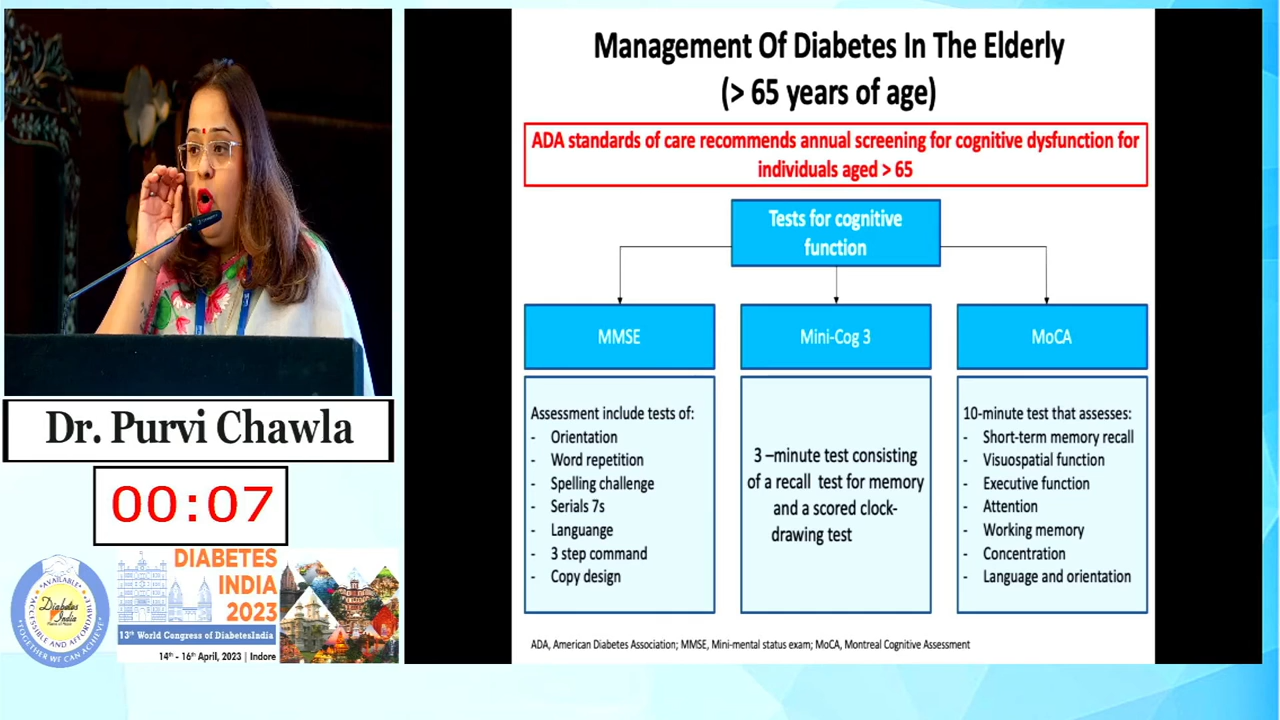 Management Of Diabetes In The Elderly
(> 65 years of age)
ADA standards of care recommends annual screening for cognitive dysfunction for
individuals aged > 65
Tests for cognitive
function
MMSE
Assessment include tests of:
- Orientation
- Word repetition
- Spelling challenge
- Serials 7s
- Languange
- 3 step command
- Copy design
Mini-Cog 3
3 –minute test consisting
of a recall test for memory
and a scored clock-
drawing test
MoCA
10-minute test that assesses:
- Short-term memory recall
- Visuospatial function
- Executive function
- Attention
- Working memory
- Concentration
- Language and orientation
ADA, American Diabetes Association; MMSE, Mini-mental status exam; MoCA, Montreal Cognitive Assessment
Dr. Purvi Chawla
00:07
AVAILABLE
ACCESSIBLE AND AFFORDABLE
Diabetes
India
TOGETHER WE CAN ACHIEVE
DIABETES
INDIA
2023
13th World Congress of DiabetesIndia
14th - 16th April, 2023 | Indore